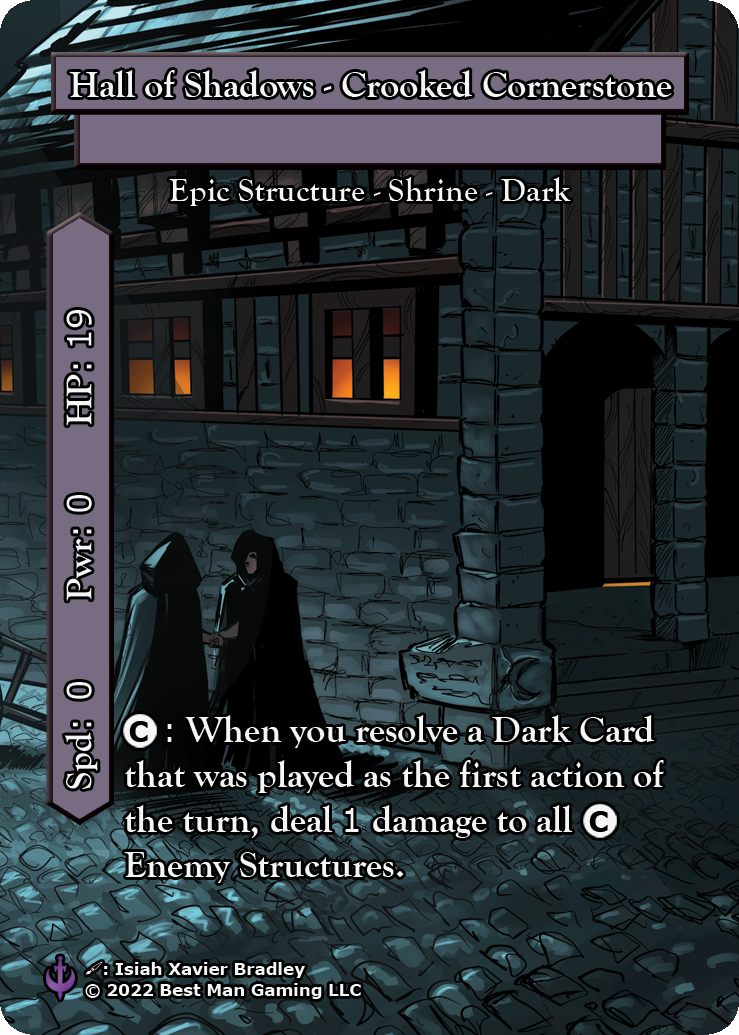 Hall of Shadows - Crooked Cornerstone
Epic Structure - Shrine - Dark
HP: 19
Pwr: 0
Spd: 0
C : When you resolve a Dark Card
that was played as the first action of
the turn, deal 1 damage to all C
Enemy Structures.
: Isiah Xavier Bradley
© 2022 Best Man Gaming LLC